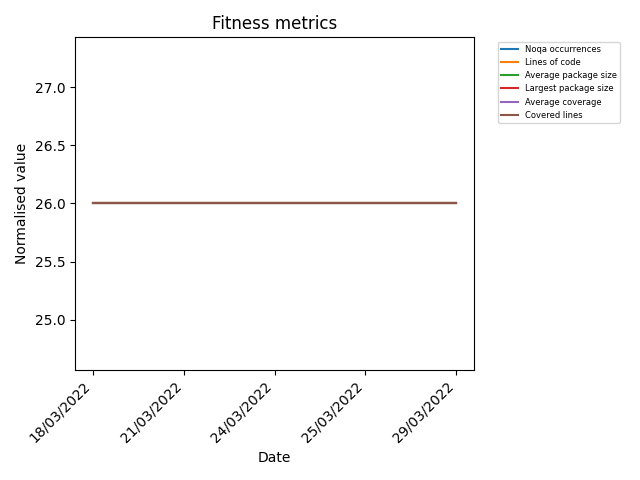 Fitness metrics
Noqa occurrences
Lines of code
Average package size
Largest package size
Average coverage
Covered lines
Normalised value
27.0
26.5
26.0
25.5
25.0
18/03/2022
21/03/2022
24/03/2022
25/03/2022
29/03/2022
Date